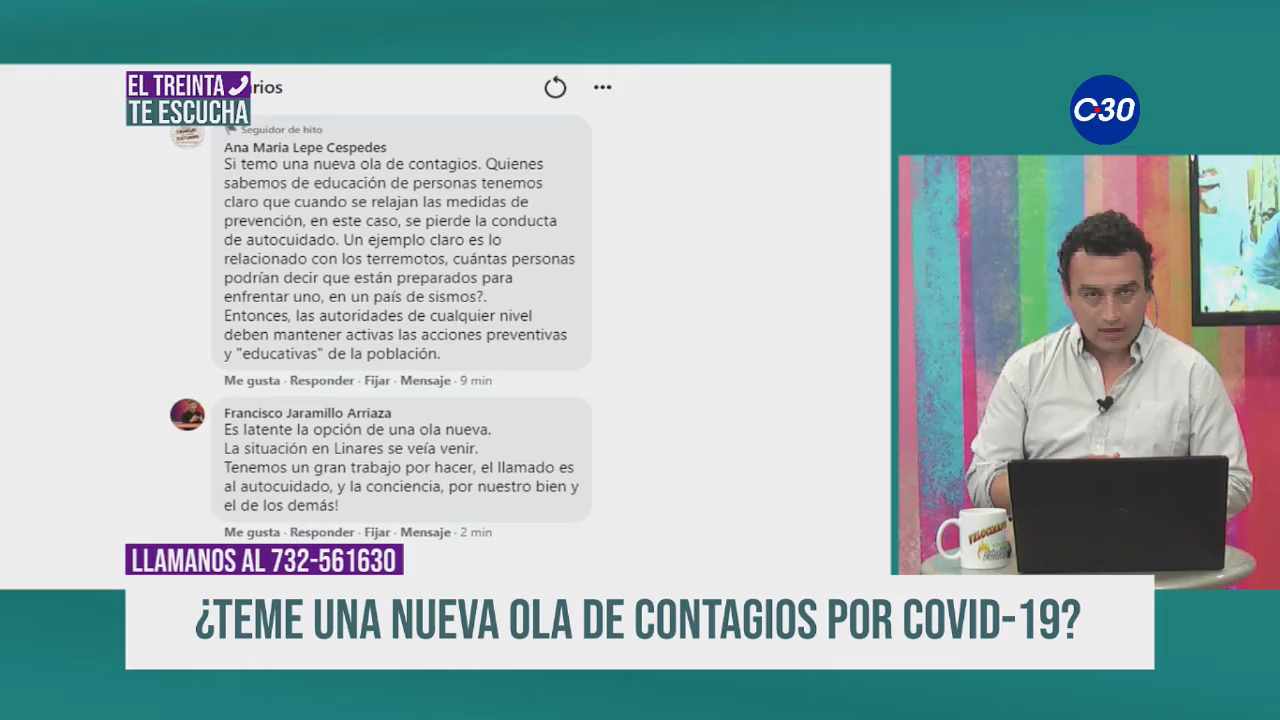 EL TREINTA
TE ESCUCHA
rios
C30
Seguidor de hito
Ana Maria Lepe Cespedes
Si temo una nueva ola de contagios. Quienes
sabemos de educación de personas tenemos
claro que cuando se relajan las medidas de
prevención, en este caso, se pierde la conducta
de autocuidado. Un ejemplo claro es lo
relacionado con los terremotos, cuántas personas
podrían decir que están preparados para
enfrentar uno, en un país de sismos?.
Entonces, las autoridades de cualquier nivel
deben mantener activas las acciones preventivas
y "educativas" de la población.
Me gusta · Responder · Fijar · Mensaje · 9 min
Francisco Jaramillo Arriaza
Es latente la opción de una ola nueva.
La situación en Linares se veía venir.
Tenemos un gran trabajo por hacer, el llamado es
al autocuidado, y la conciencia, por nuestro bien y
el de los demás!
Me gusta · Responder · Fijar · Mensaje · 2 min
LLAMANOS AL 732-561630
¿TEME UNA NUEVA OLA DE CONTAGIOS POR COVID-19?